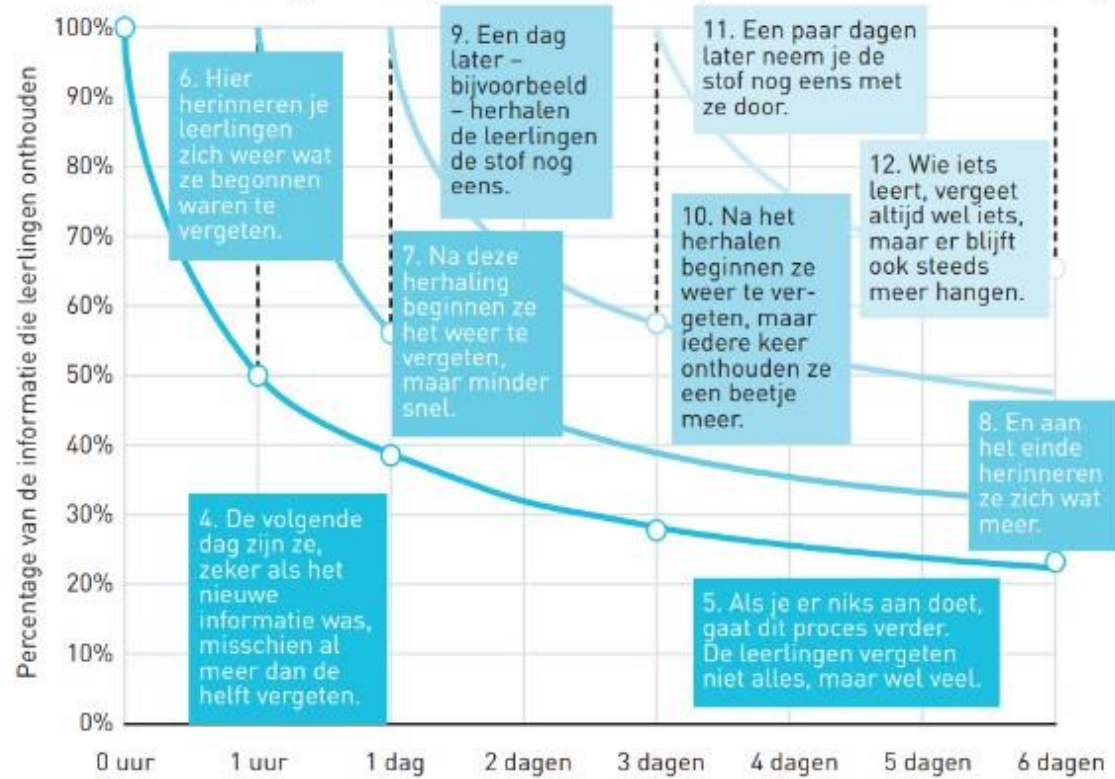 Percentage van de informatie die leerlingen onthouden
100%
90%
80%
70%
60%
50%
40%
30%
20%
10%
0%
4. De volgende
dag zijn ze,
zeker als het
nieuwe
informatie was,
misschien al
meer dan de
helft vergeten.
5. Als je er niks aan doet,
gaat dit proces verder.
De leerlingen vergeten
niet alles, maar wel veel.
6. Hier
herinneren je
leerlingen
zich weer wat
ze begonnen
waren te
vergeten.
7. Na deze
herhaling
beginnen ze
het weer te
vergeten,
maar minder
snel.
8. En aan
het einde
herinneren
ze zich wat
meer.
9. Een dag
later –
bijvoorbeeld
– herhalen
de leerlingen
de stof nog
eens.
10. Na het
herhalen
beginnen ze
weer te ver-
geten, maar
iedere keer
onthouden ze
een beetje
meer.
11. Een paar dagen
later neem je de
stof nog eens met
ze door.
12. Wie iets
leert, vergeet
altijd wel iets,
maar er blijft
ook steeds
meer hangen.
0 uur
1 uur
1 dag
2 dagen
3 dagen
4 dagen
5 dagen
6 dagen